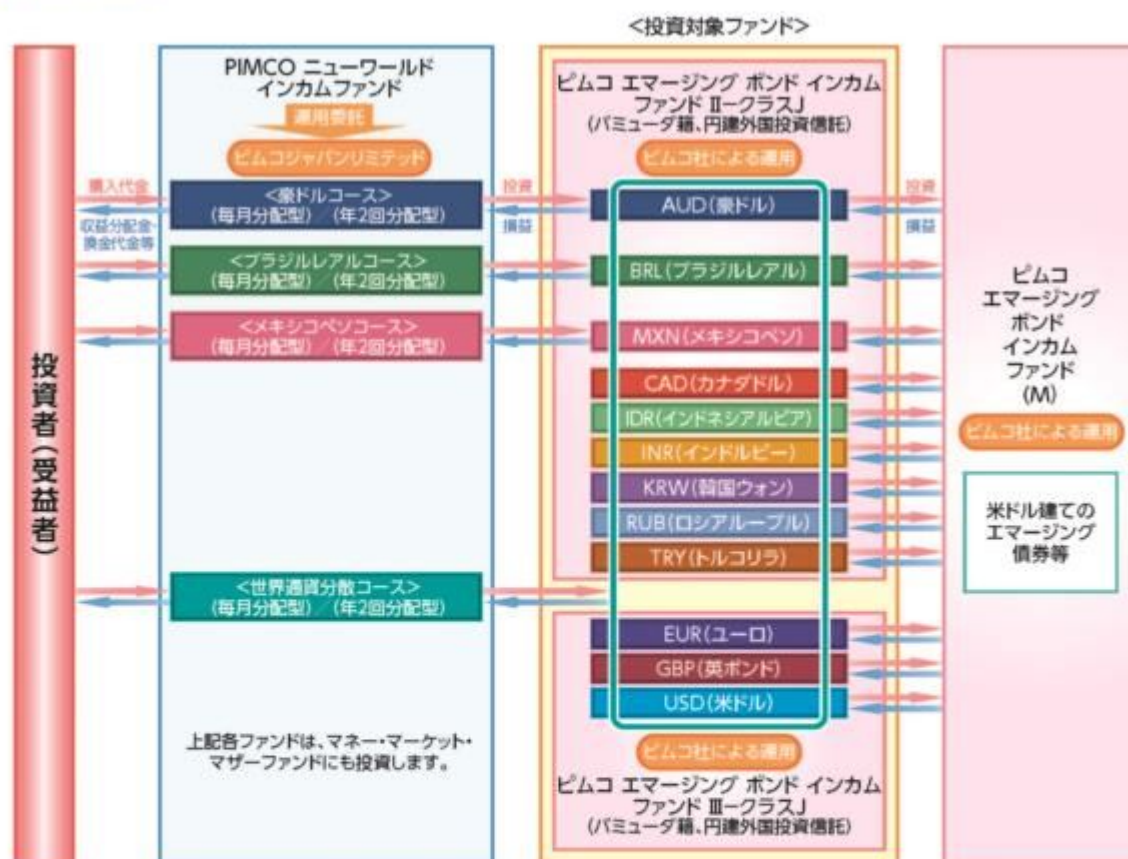 <投資対象ファンド>
PIMCO ニューワールド
インカムファンド
運用委託
ピムコジャパンリミテッド
ピムコ エマージング ボンド インカム
ファンド Ⅱ−クラスJ
(バミューダ籍、円建外国投資信託)
ピムコ社による運用
購入代金
収益分配金・
換金代金等
<豪ドルコース>
(毎月分配型)/(年2回分配型)
投資
損益
AUD(豪ドル)
投資
損益
<ブラジルレアルコース>
(毎月分配型)/(年2回分配型)
BRL(ブラジルレアル)
<メキシコペソコース>
(毎月分配型)/(年2回分配型)
MXN(メキシコペソ)
CAD(カナダドル)
IDR(インドネシアルピア)
INR(インドルピー)
KRW(韓国ウォン)
RUB(ロシアルーブル)
TRY(トルコリラ)
投資者(受益者)
<世界通貨分散コース>
(毎月分配型)/(年2回分配型)
EUR(ユーロ)
GBP(英ポンド)
USD(米ドル)
ピムコ社による運用
ピムコ エマージング ボンド インカム
ファンド Ⅲ−クラスJ
(バミューダ籍、円建外国投資信託)
上記各ファンドは、マネー・マーケット・
マザーファンドにも投資します。
ピムコ
エマージング
ボンド
インカム
ファンド
(M)
ピムコ社による運用
米ドル建ての
エマージング
債券等